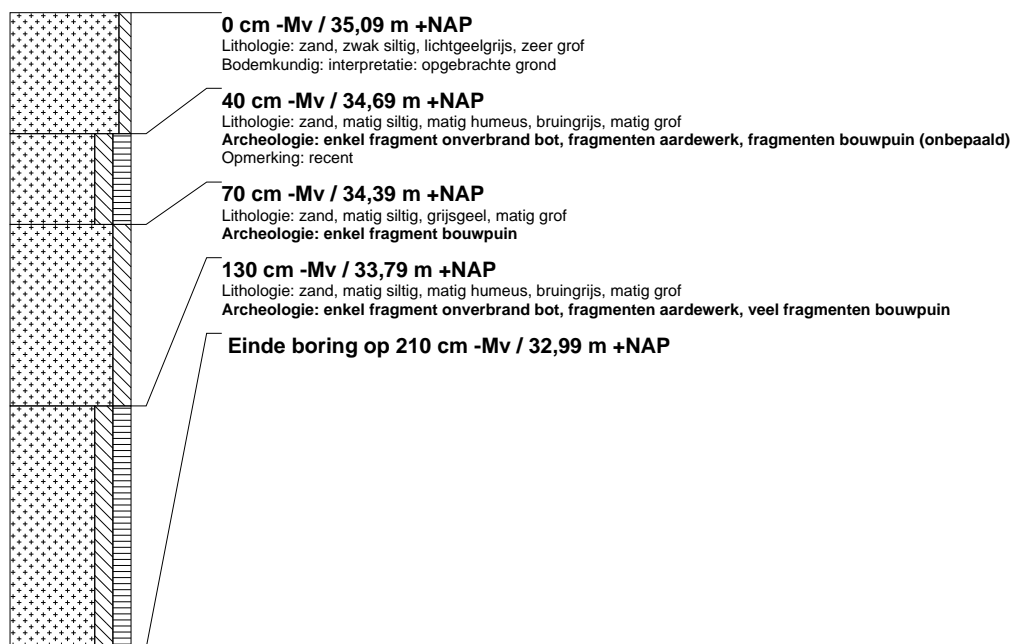 0 cm -Mv / 35,09 m +NAP
Lithologie: zand, zwak siltig, lichtgeelgrijs, zeer grof
Bodemkundig: interpretatie: opgebrachte grond
40 cm -Mv / 34,69 m +NAP
Lithologie: zand, matig siltig, matig humeus, bruingrijs, matig grof
Archeologie: enkel fragment onverbrand bot, fragmenten aardewerk, fragmenten bouwpuin (onbepaald)
Opmerking: recent
70 cm -Mv / 34,39 m +NAP
Lithologie: zand, matig siltig, grijsgeel, matig grof
Archeologie: enkel fragment bouwpuin
130 cm -Mv / 33,79 m +NAP
Lithologie: zand, matig siltig, matig humeus, bruingrijs, matig grof
Archeologie: enkel fragment onverbrand bot, fragmenten aardewerk, veel fragmenten bouwpuin
Einde boring op 210 cm -Mv / 32,99 m +NAP